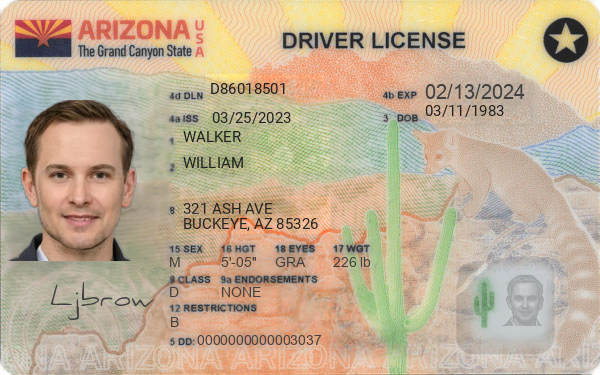 ARIZONA USA
The Grand Canyon State
DRIVER LICENSE
4d DLN D86018501
4b EXP 02/13/2024
4a ISS 03/25/2023
3 DOB 03/11/1983
1 WALKER
2 WILLIAM
8 321 ASH AVE
BUCKEYE, AZ 85326
15 SEX 16 HGT 18 EYES 17 WGT
M 5'-05" GRA 226 lb
9 CLASS 9a ENDORSEMENTS
D NONE
Ljbrow
12 RESTRICTIONS
B
5 DD: 0000000000003037
ARIZONA ARIZONA ARIZONA ARIZONA